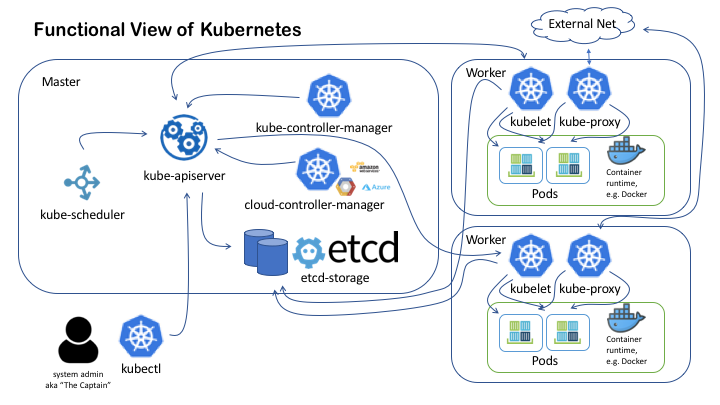 Functional View of Kubernetes
External Net
Master
kube-controller-manager
kube-apiserver
amazon
webservices
Azure
cloud-controller-manager
kube-scheduler
etcd
etcd-storage
system admin
aka “The Captain”
kubectl
Worker
kubelet
kube-proxy
Pods
Container
runtime,
e.g. Docker
Worker
kubelet
kube-proxy
Pods
Container
runtime,
e.g. Docker